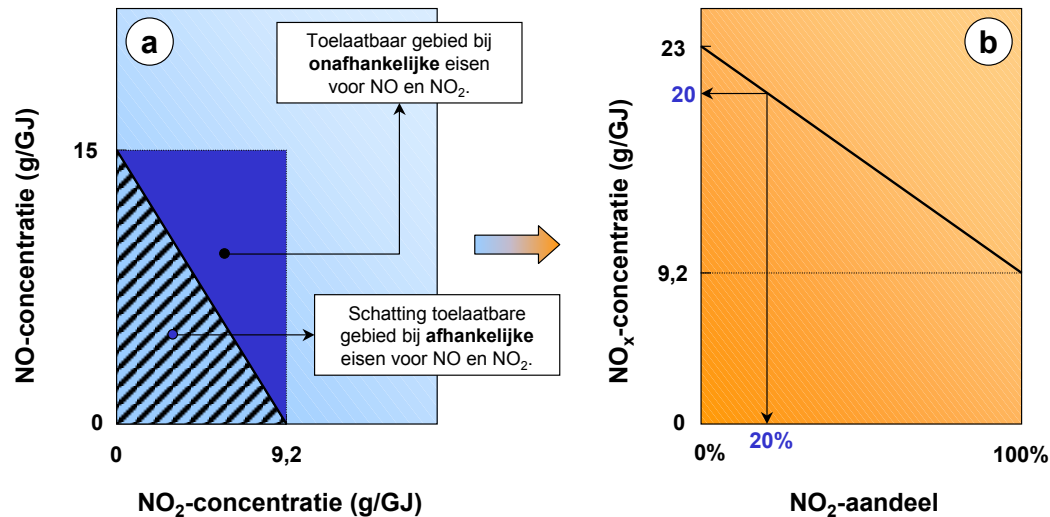 a
Toelaatbaar gebied bij
onafhankelijke eisen
voor NO en NO₂.
NO-concentratie (g/GJ)
15
Schatting toelaatbare
gebied bij afhankelijke
eisen voor NO en NO₂.
0
0
9,2
NO₂-concentratie (g/GJ)
b
NOₓ-concentratie (g/GJ)
23
20
9,2
0
0%
20%
100%
NO₂-aandeel